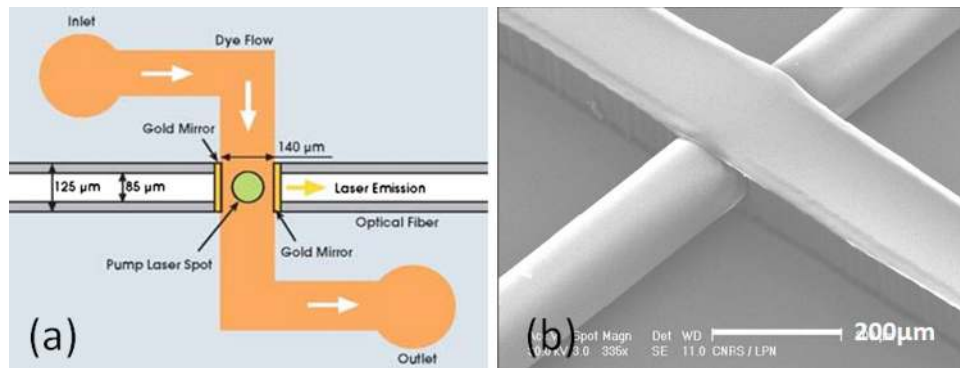 Inlet
Dye Flow
Gold Mirror
140 µm
125 µm
85 µm
Laser Emission
Optical Fiber
Pump Laser Spot
Gold Mirror
Outlet
(a)
Spot Magn Det WD
3.0 335x SE 11.0 CNRS / LPN
200µm
(b)